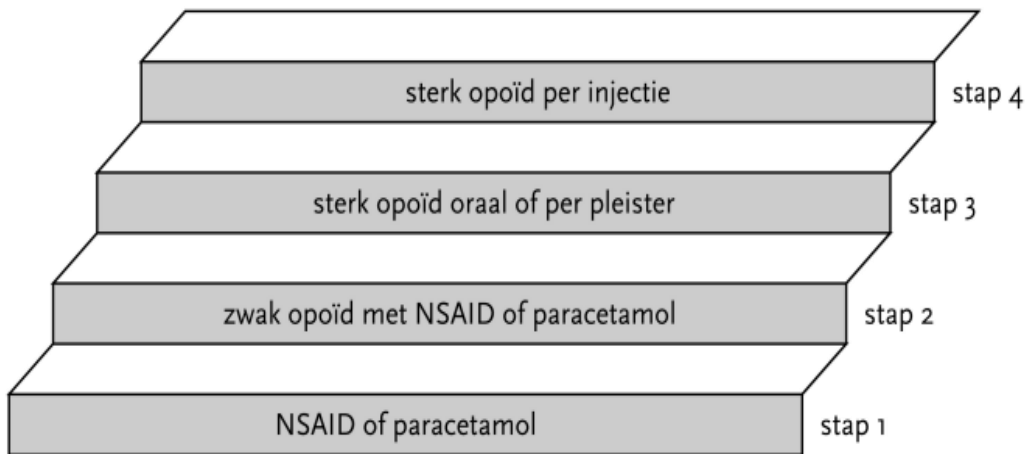 sterk opoïd per injectie stap 4
sterk opoïd oraal of per pleister stap 3
zwak opoïd met NSAID of paracetamol stap 2
NSAID of paracetamol stap 1